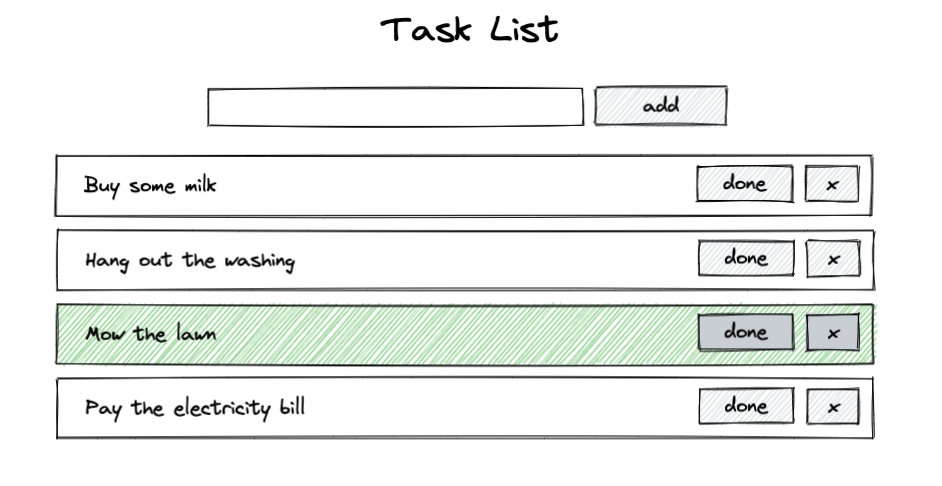 Task List
add
Buy some milk done x
Hang out the washing done x
Mow the lawn done x
Pay the electricity bill done x